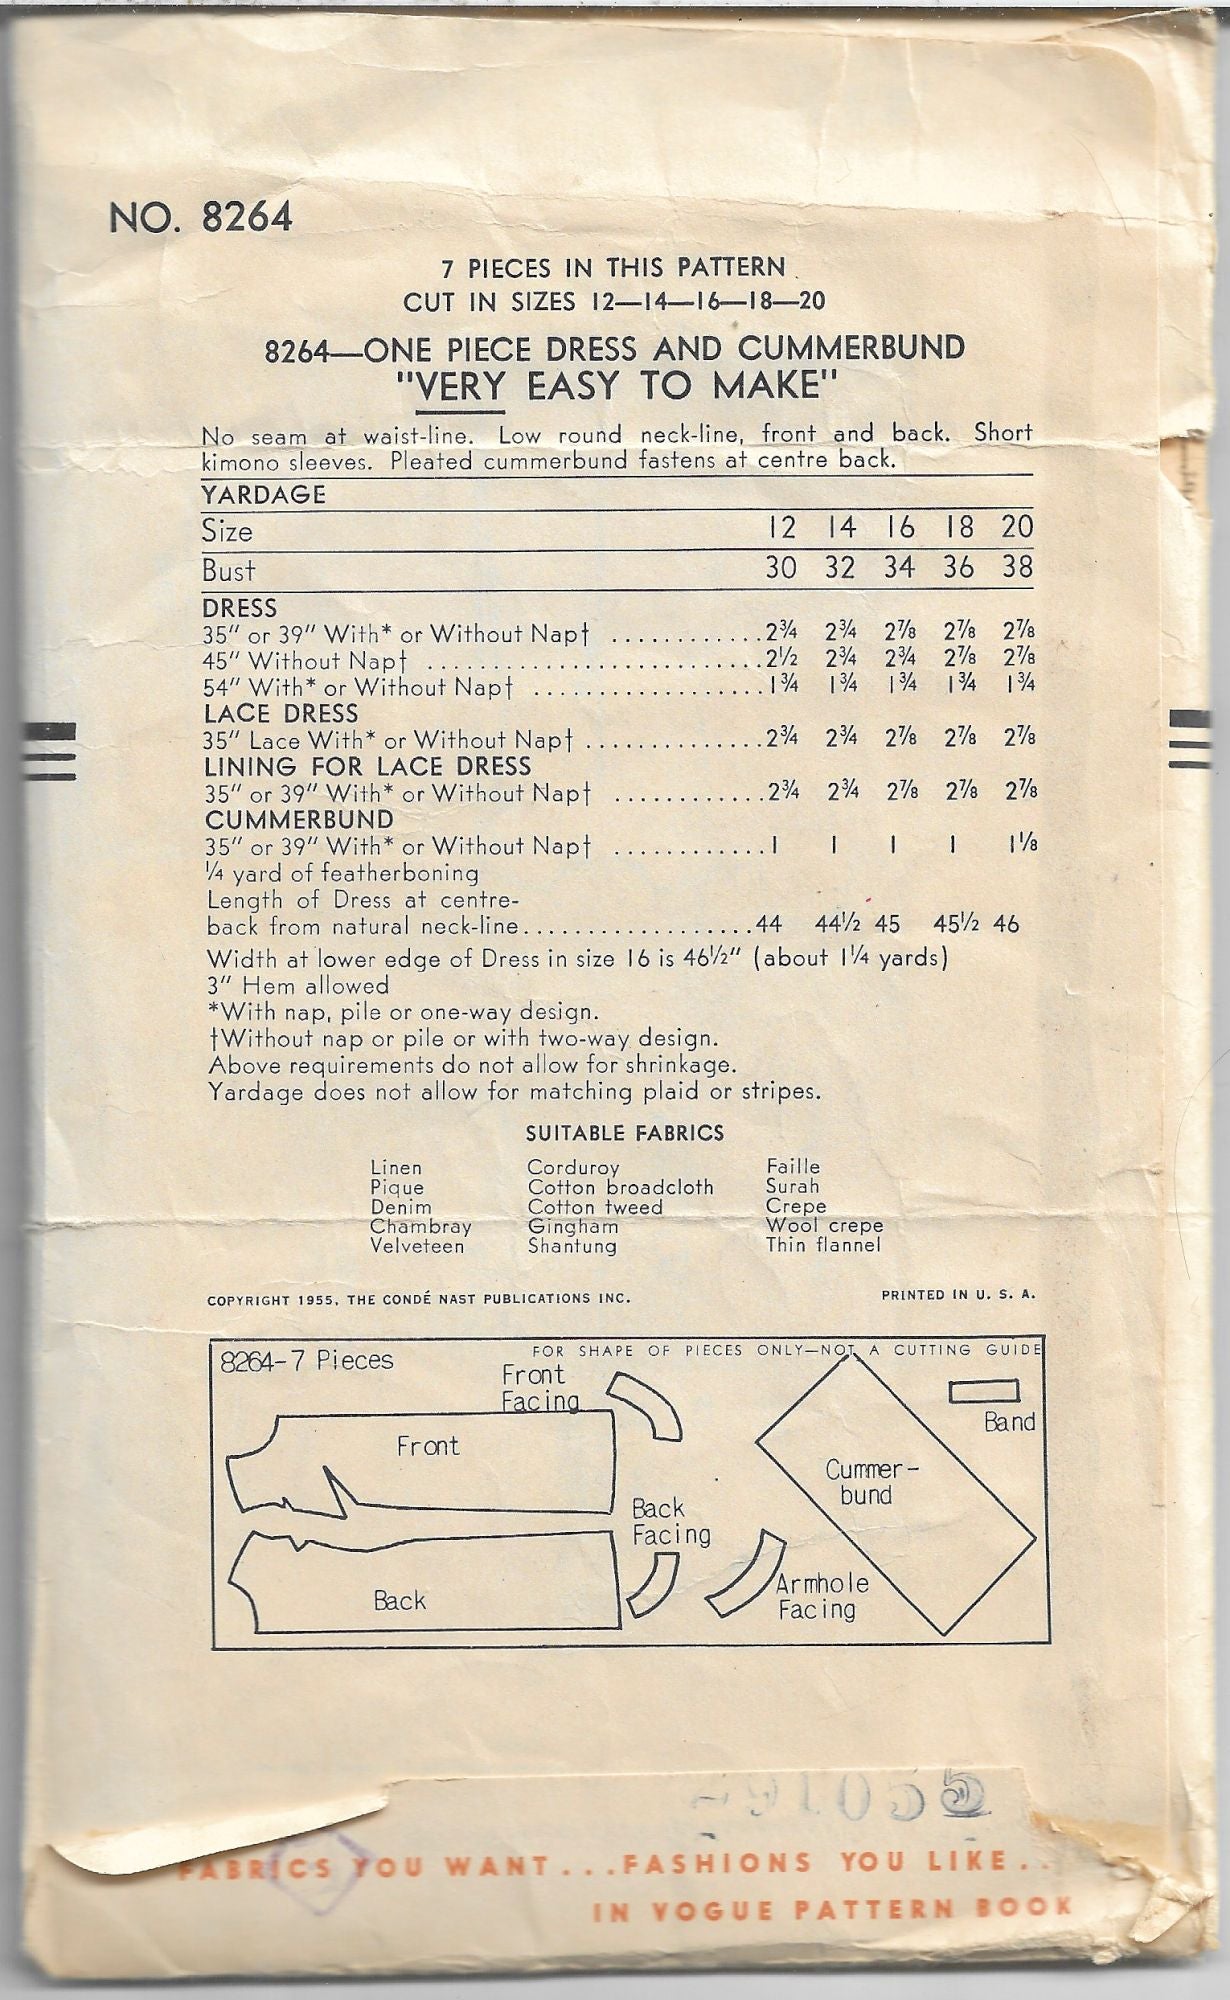 NO. 8264
7 PIECES IN THIS PATTERN
CUT IN SIZES 12—14—16—18—20
8264—ONE PIECE DRESS AND CUMMERBUND
"VERY EASY TO MAKE"
No seam at waist-line. Low round neck-line, front and back. Short
kimono sleeves. Pleated cummerbund fastens at centre back.
YARDAGE
Size 12 14 16 18 20
Bust 30 32 34 36 38
DRESS
35" or 39" With* or Without Nap† ............2¾ 2¾ 2⅞ 2⅞ 2⅞
45" Without Nap† ..........................2½ 2¾ 2¾ 2⅞ 2⅞
54" With* or Without Nap† ..................1¾ 1¾ 1¾ 1¾ 1¾
LACE DRESS
35" Lace With* or Without Nap† ..............2¾ 2¾ 2⅞ 2⅞ 2⅞
LINING FOR LACE DRESS
35" or 39" With* or Without Nap† ............2¾ 2¾ 2⅞ 2⅞ 2⅞
CUMMERBUND
35" or 39" With* or Without Nap† ............1 1 1 1 1⅛
¼ yard of featherboning
Length of Dress at centre-
back from natural neck-line..................44 44½ 45 45½ 46
Width at lower edge of Dress in size 16 is 46½" (about 1¼ yards)
3" Hem allowed
*With nap, pile or one-way design.
†Without nap or pile or with two-way design.
Above requirements do not allow for shrinkage.
Yardage does not allow for matching plaid or stripes.
SUITABLE FABRICS
Linen Corduroy Faille
Pique Cotton broadcloth Surah
Denim Cotton tweed Crepe
Chambray Gingham Wool crepe
Velveteen Shantung Thin flannel
COPYRIGHT 1955, THE CONDÉ NAST PUBLICATIONS INC. PRINTED IN U. S. A.
8264-7 Pieces
FOR SHAPE OF PIECES ONLY—NOT A CUTTING GUIDE
Front
Facing
Band
Front
Cummer-
bund
Back
Facing
Armhole
Facing
Back
FABRICS YOU WANT...FASHIONS YOU LIKE..
IN VOGUE PATTERN BOOK